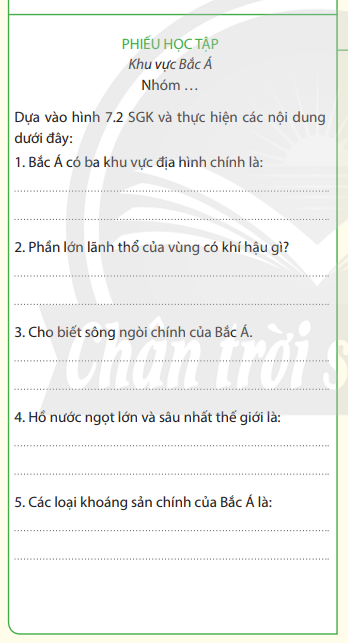 PHIẾU HỌC TẬP
Khu vực Bắc Á
Nhóm …
Dựa vào hình 7.2 SGK và thực hiện các nội dung
dưới đây:
1. Bắc Á có ba khu vực địa hình chính là:
2. Phần lớn lãnh thổ của vùng có khí hậu gì?
3. Cho biết sông ngòi chính của Bắc Á.
Chân trời s
4. Hồ nước ngọt lớn và sâu nhất thế giới là:
5. Các loại khoáng sản chính của Bắc Á là: